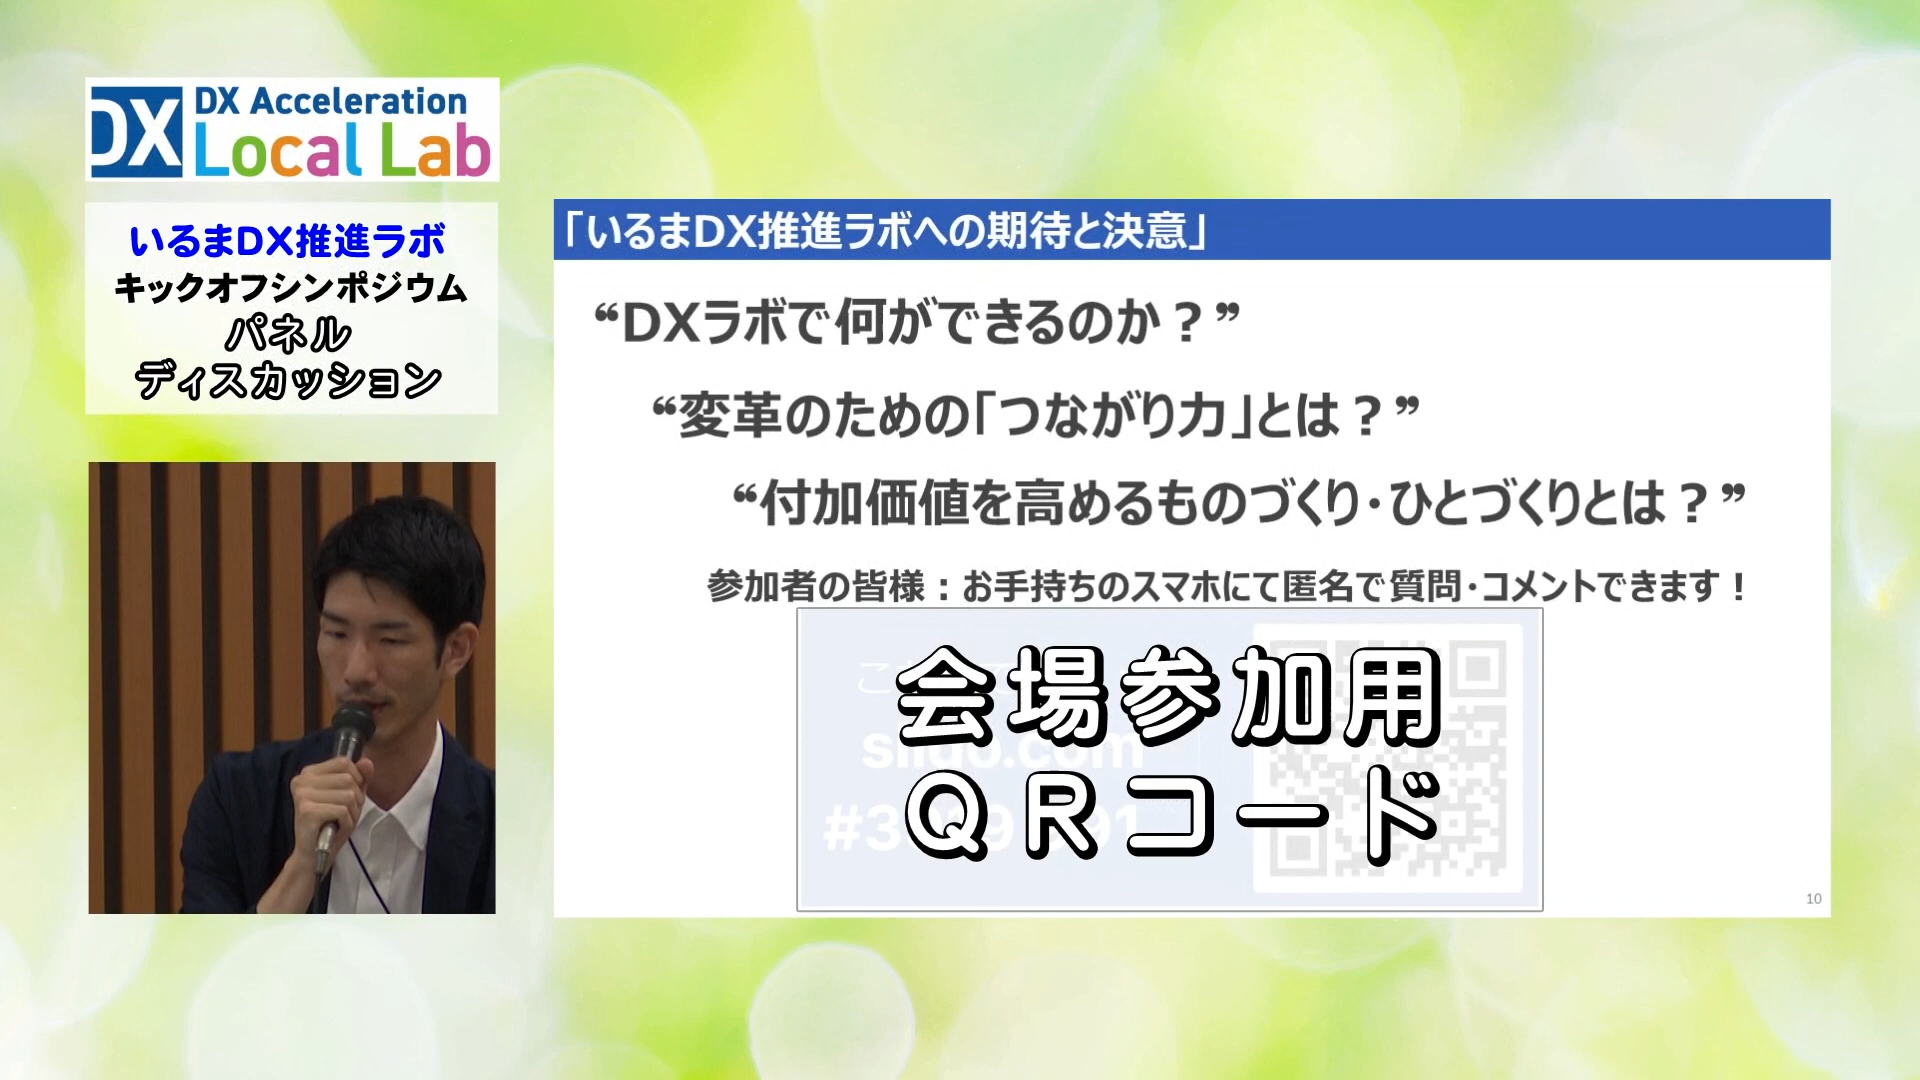 DX
DX Acceleration
Local Lab
いるまDX推進ラボ
キックオフシンポジウム
パネル
ディスカッション
「いるまDX推進ラボへの期待と決意」
“DXラボで何ができるのか？”
“変革のための「つながり力」とは？”
“付加価値を高めるものづくり・ひとづくりとは？”
参加者の皆様：お手持ちのスマホにて匿名で質問・コメントできます！
会場参加用
QRコード
slido.com
10